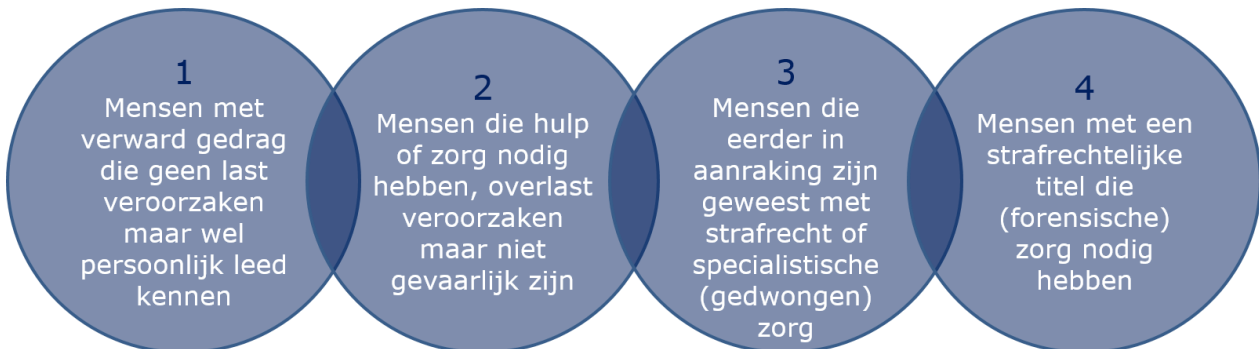 1
Mensen met
verward gedrag
die geen last
veroorzaken
maar wel
persoonlijk leed
kennen
2
Mensen die hulp
of zorg nodig
hebben, overlast
veroorzaken
maar niet
gevaarlijk zijn
3
Mensen die
eerder in
aanraking zijn
geweest met
strafrecht of
specialistische
(gedwongen)
zorg
4
Mensen met een
strafrechtelijke
titel die
(forensische)
zorg nodig
hebben